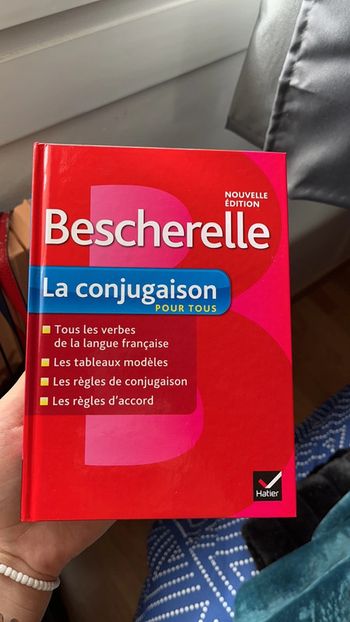 NOUVELLE
ÉDITION
Bescherelle
La conjugaison
POUR TOUS
Tous les verbes
de la langue française
Les tableaux modèles
Les règles de conjugaison
Les règles d'accord
Hatier